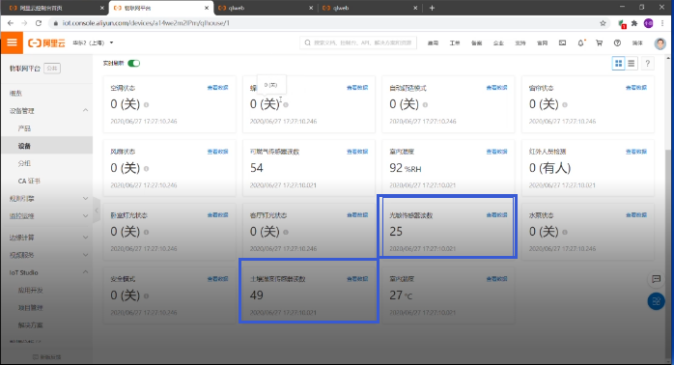 阿里云控制台首页
物联网平台
qlweb
qlweb
iot.console.aliyun.com/devices/
阿里云
华东2（上海）
费用
工单
备案
企业
支持
官网
简体
物联网平台
实时刷新
概览
设备管理
产品
设备
分组
CA 证书
规则引擎
监控运维
边缘计算
视频服务
IoT Studio
应用开发
项目管理
解决方案
空调状态
查看数据
0 (关)
2020/06/27 17:27:10.246
0 (关)
查看数据
0 (关)
2020/06/27 17:27:10.246
查看数据
0 (关)
2020/06/27 17:27:10.246
窗帘状态
查看数据
0 (关)
2020/06/27 17:27:10.246
风扇状态
查看数据
0 (关)
2020/06/27 17:27:10.246
可燃气传感器读数
查看数据
54
2020/06/27 17:27:10.021
室内湿度
查看数据
92 %RH
2020/06/27 17:27:10.021
红外人体检测
查看数据
0 (有人)
2020/06/27 17:27:10.021
卧室灯光状态
查看数据
0 (关)
2020/06/27 17:27:10.246
客厅灯光状态
查看数据
0 (关)
2020/06/27 17:27:10.246
光敏传感器读数
查看数据
25
2020/06/27 17:27:10.021
水泵状态
查看数据
0 (关)
2020/06/27 17:27:10.246
安全模式
查看数据
0 (关)
2020/06/27 17:27:10.246
土壤湿度传感器读数
查看数据
49
2020/06/27 17:27:10.021
室内温度
查看数据
27 ℃
2020/06/27 17:27:10.021